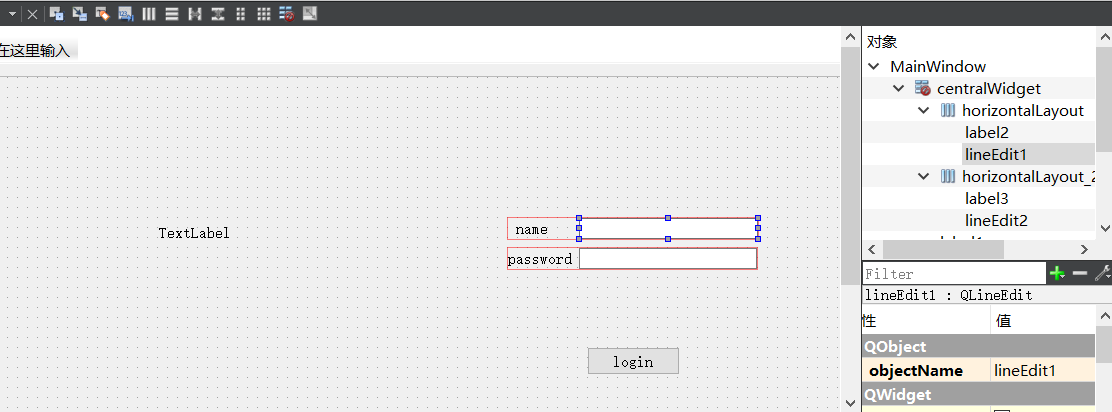 在这里输入
TextLabel
name
password
login
对象
MainWindow
centralWidget
horizontalLayout
label2
lineEdit1
horizontalLayout_2
label3
lineEdit2
Filter
lineEdit1 : QLineEdit
性 值
QObject
objectName lineEdit1
QWidget